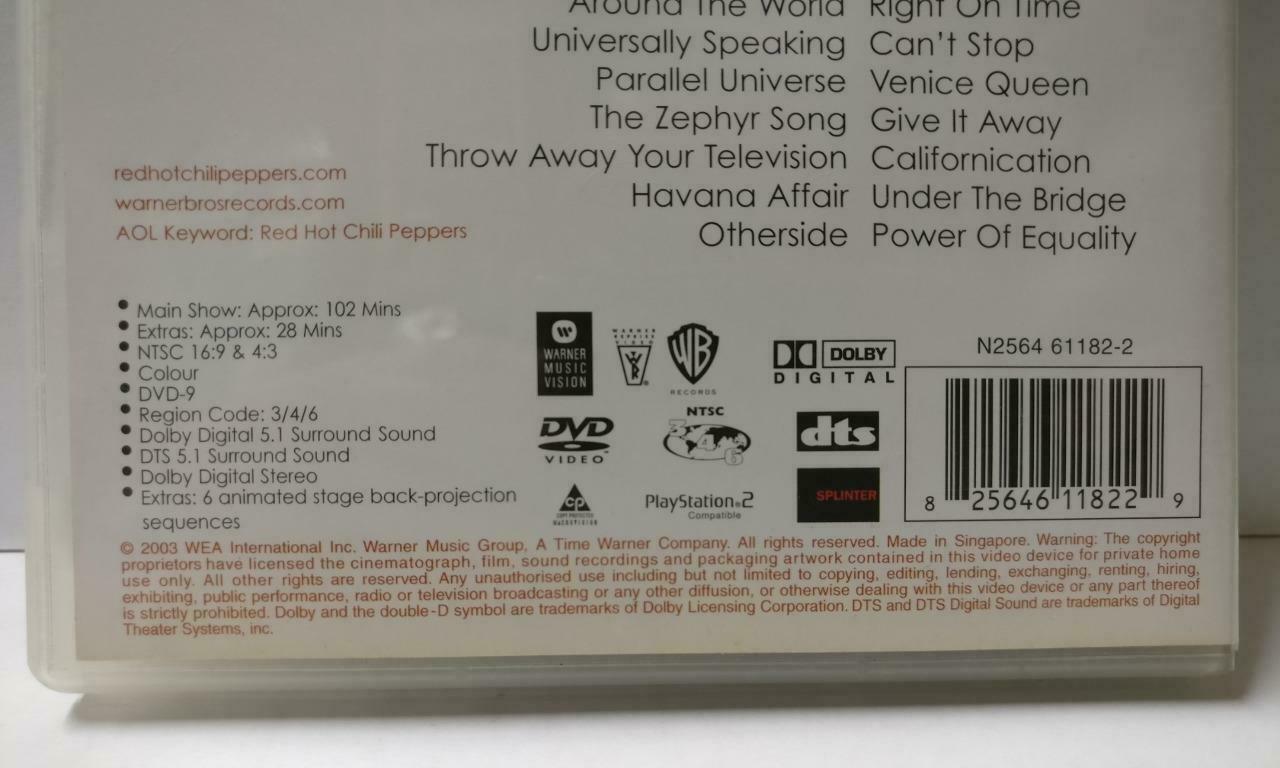 Around The World Right On Time
Universally Speaking Can't Stop
Parallel Universe Venice Queen
The Zephyr Song Give It Away
Throw Away Your Television Californication
Havana Affair Under The Bridge
Otherside Power Of Equality
redhotchilipeppers.com
warnerbrosrecords.com
AOL Keyword: Red Hot Chili Peppers
• Main Show: Approx: 102 Mins
• Extras: Approx: 28 Mins
• NTSC 16:9 & 4:3
• Colour
• DVD-9
• Region Code: 3/4/6
• Dolby Digital 5.1 Surround Sound
• DTS 5.1 Surround Sound
• Dolby Digital Stereo
• Extras: 6 animated stage back-projection
sequences
WARNER
MUSIC
VISION
WARNER
REPRISE
VIDEO
WB
RECORDS
DOLBY
DIGITAL
N2564 61182-2
DVD
VIDEO™
NTSC
3 4 6
dts
cp
COPY PROTECTED
MACROVISION
PlayStation®2
Compatible
SPLINTER
8 25646 11822 9
© 2003 WEA International Inc. Warner Music Group, A Time Warner Company. All rights reserved. Made in Singapore. Warning: The copyright
proprietors have licensed the cinematograph, film, sound recordings and packaging artwork contained in this video device for private home
use only. All other rights are reserved. Any unauthorised use including but not limited to copying, editing, lending, exchanging, renting, hiring,
exhibiting, public performance, radio or television broadcasting or any other diffusion, or otherwise dealing with this video device or any part thereof
is strictly prohibited. Dolby and the double-D symbol are trademarks of Dolby Licensing Corporation. DTS and DTS Digital Sound are trademarks of Digital
Theater Systems, inc.